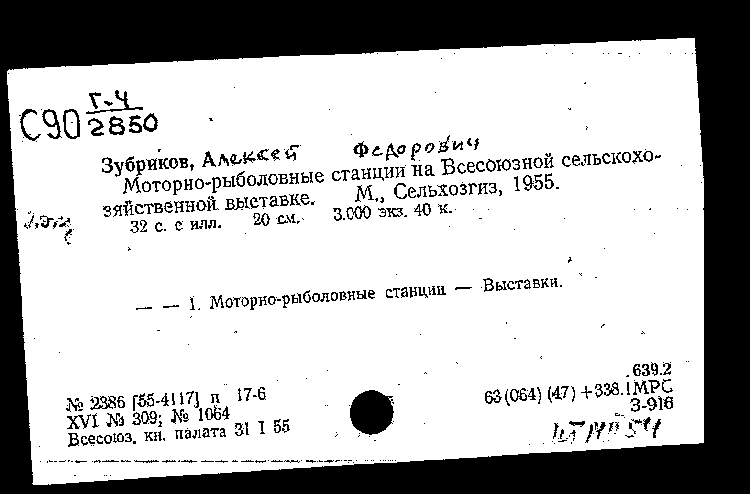 Г-4
С90 2850
Зубриков, Алексей Федорович
Моторно-рыболовные станции на Всесоюзной сельскохо-
зяйственной выставке. М., Сельхозгиз, 1955.
32 с. с илл. 20 см. 3.000 экз. 40 к.
— — 1. Моторно-рыболовные станции — Выставки.
639.2
№ 2386 [55-4117] п 17-6
63(064)(47)+338.1МРС
XVI № 309; № 1064
З-916
Всесоюз. кн. палата 31 I 55